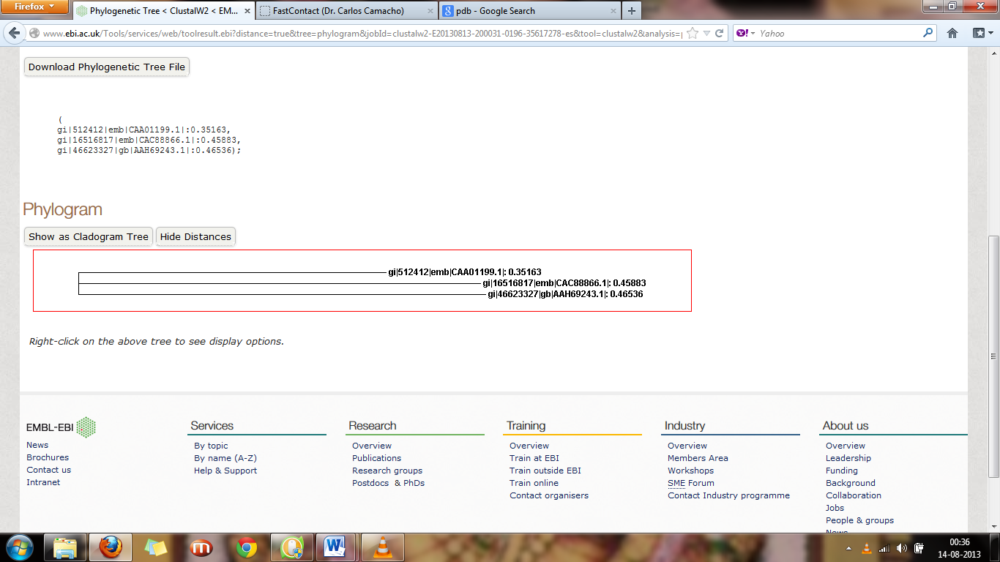 Firefox
Phylogenetic Tree < ClustalW2 < EM...
FastContact (Dr. Carlos Camacho)
pdb - Google Search
www.ebi.ac.uk/Tools/services/web/toolresult.ebi?distance=true&tree=phylogram&jobId=clustalw2-E20130813-200031-0196-35617278-es&tool=clustalw2&analysis=
Yahoo
Download Phylogenetic Tree File
(
gi|512412|emb|CAA01199.1|:0.35163,
gi|16516817|emb|CAC88866.1|:0.45883,
gi|46623327|gb|AAH69243.1|:0.46536);
Phylogram
Show as Cladogram Tree Hide Distances
gi|512412|emb|CAA01199.1|: 0.35163
gi|16516817|emb|CAC88866.1|: 0.45883
gi|46623327|gb|AAH69243.1|: 0.46536
Right-click on the above tree to see display options.
EMBL-EBI
News
Brochures
Contact us
Intranet
Services
By topic
By name (A-Z)
Help & Support
Research
Overview
Publications
Research groups
Postdocs & PhDs
Training
Overview
Train at EBI
Train outside EBI
Train online
Contact organisers
Industry
Overview
Members Area
Workshops
SME Forum
Contact Industry programme
About us
Overview
Leadership
Funding
Background
Collaboration
Jobs
People & groups
News
00:36
14-08-2013